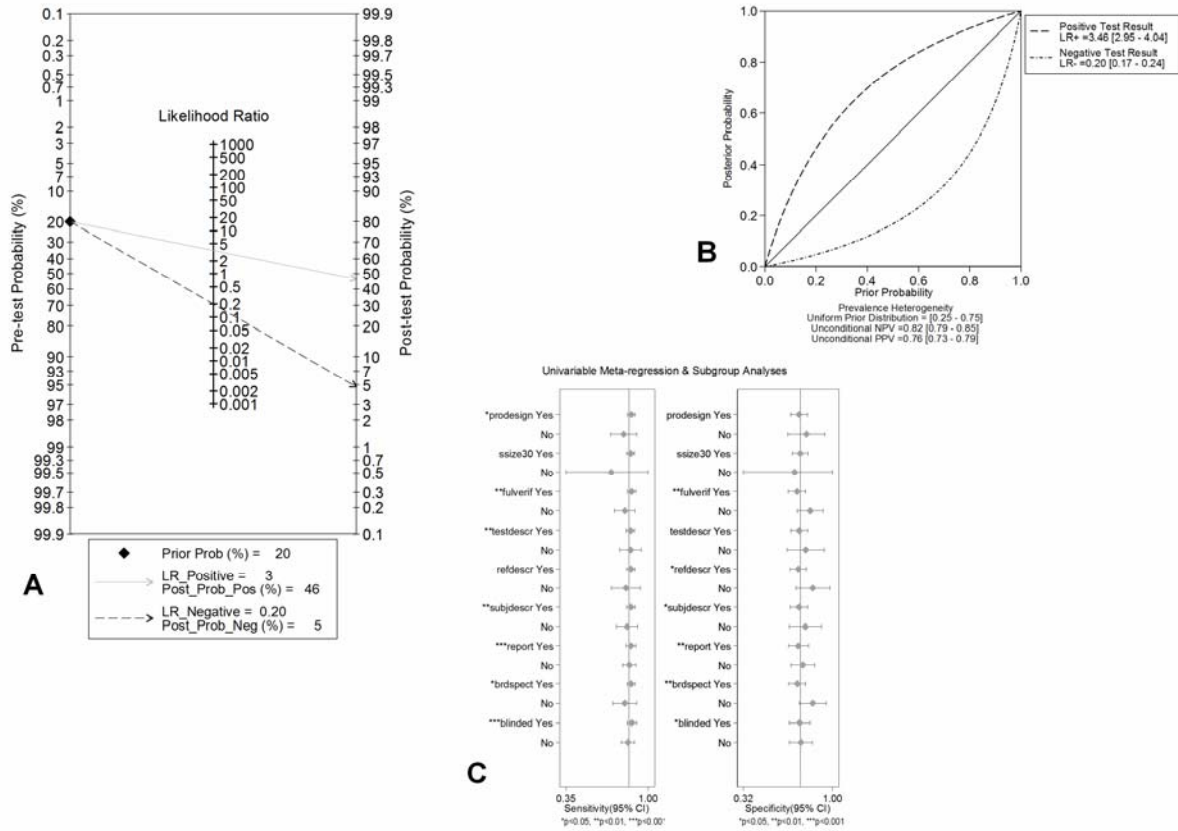 0.1
0.2
0.3
0.5
0.7
1
2
3
5
7
10
20
30
40
50
60
70
80
90
93
95
97
98
99
99.3
99.5
99.7
99.8
99.9
Pre-test Probability (%)
Likelihood Ratio
1000
500
200
100
50
20
10
5
2
1
0.5
0.2
0.1
0.05
0.02
0.01
0.005
0.002
0.001
99.9
99.8
99.7
99.5
99.3
99
98
97
95
93
90
80
70
60
50
40
30
20
10
7
5
3
2
1
0.7
0.5
0.3
0.2
0.1
Post-test Probability (%)
A
Prior Prob (%) = 20
LR_Positive = 3
Post_Prob_Pos (%) = 46
LR_Negative = 0.20
Post_Prob_Neg (%) = 5
1.0
0.8
0.6
0.4
0.2
0.0
Posterior Probability
0.0 0.2 0.4 0.6 0.8 1.0
Prior Probability
B
Positive Test Result
LR+ =3.46 [2.95 - 4.04]
Negative Test Result
LR- =0.20 [0.17 - 0.24]
Prevalence Heterogeneity
Uniform Prior Distribution = [0.25 - 0.75]
Unconditional NPV =0.82 [0.79 - 0.85]
Unconditional PPV =0.76 [0.73 - 0.79]
Univariable Meta-regression & Subgroup Analyses
*prodesign Yes
No
ssize30 Yes
No
**fulverif Yes
No
**testdescr Yes
No
refdescr Yes
No
**subjdescr Yes
No
***report Yes
No
*brdspect Yes
No
***blinded Yes
No
0.35 1.00
Sensitivity(95% CI)
*p<0.05, **p<0.01, ***p<0.00
prodesign Yes
No
ssize30 Yes
No
**fulverif Yes
No
testdescr Yes
No
*refdescr Yes
No
*subjdescr Yes
No
**report Yes
No
**brdspect Yes
No
*blinded Yes
No
0.32 1.00
Specificity(95% CI)
*p<0.05, **p<0.01, ***p<0.001
C